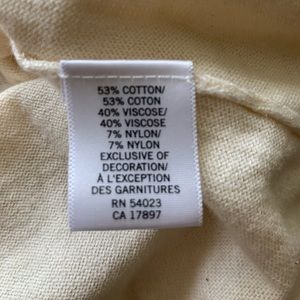 53% COTTON/
53% COTON
40% VISCOSE/
40% VISCOSE
7% NYLON/
7% NYLON
EXCLUSIVE OF
DECORATION/
À L'EXCEPTION
DES GARNITURES
RN 54023
CA 17897